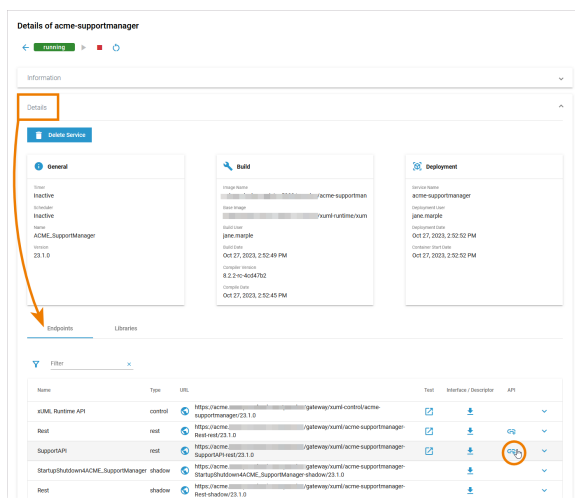 Details of acme-supportmanager
running
Information
Details
Delete Service
General
Build
Deployment
Timer
Inactive
Scheduler
Inactive
Name
ACME_SupportManager
Version
23.1.0
Image Name
/acme-supportman
Base Image
/xuml-runtime/xum
Build User
jane.marple
Build Date
Oct 27, 2023, 2:52:49 PM
Compiler Version
8.2.2-rc-4cd47b2
Compile Date
Oct 27, 2023, 2:52:45 PM
Service Name
acme-supportmanager
Deployment User
jane.marple
Deployment Date
Oct 27, 2023, 2:52:52 PM
Container Start Date
Oct 27, 2023, 2:52:52 PM
Endpoints Libraries
Filter ×
Name Type URL Test Interface / Descriptor API
xUML Runtime API control https://acme. /gateway/xuml-control/acme-
supportmanager/23.1.0
Rest rest https://acme. /gateway/xuml/acme-supportmanager-
Rest-rest/23.1.0
SupportAPI rest https://acme. /gateway/xuml/acme-supportmanager-
SupportAPI-rest/23.1.0
StartupShutdown4ACME_SupportManager shadow https://acme. /gateway/xuml/acme-supportmanager-
StartupShutdown4ACME_SupportManager-shadow/23.1.0
Rest shadow https://acme. /gateway/xuml/acme-supportmanager-
Rest-shadow/23.1.0